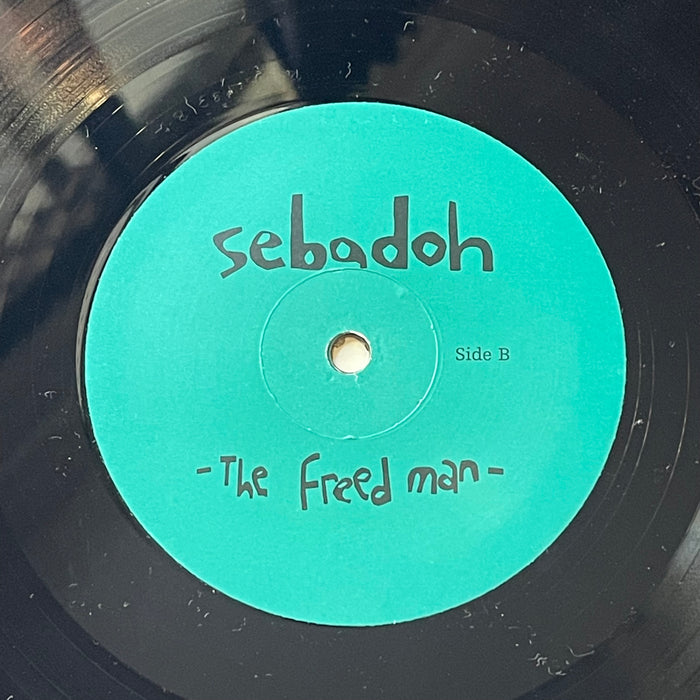 sebadoh
Side B
-The freed man-